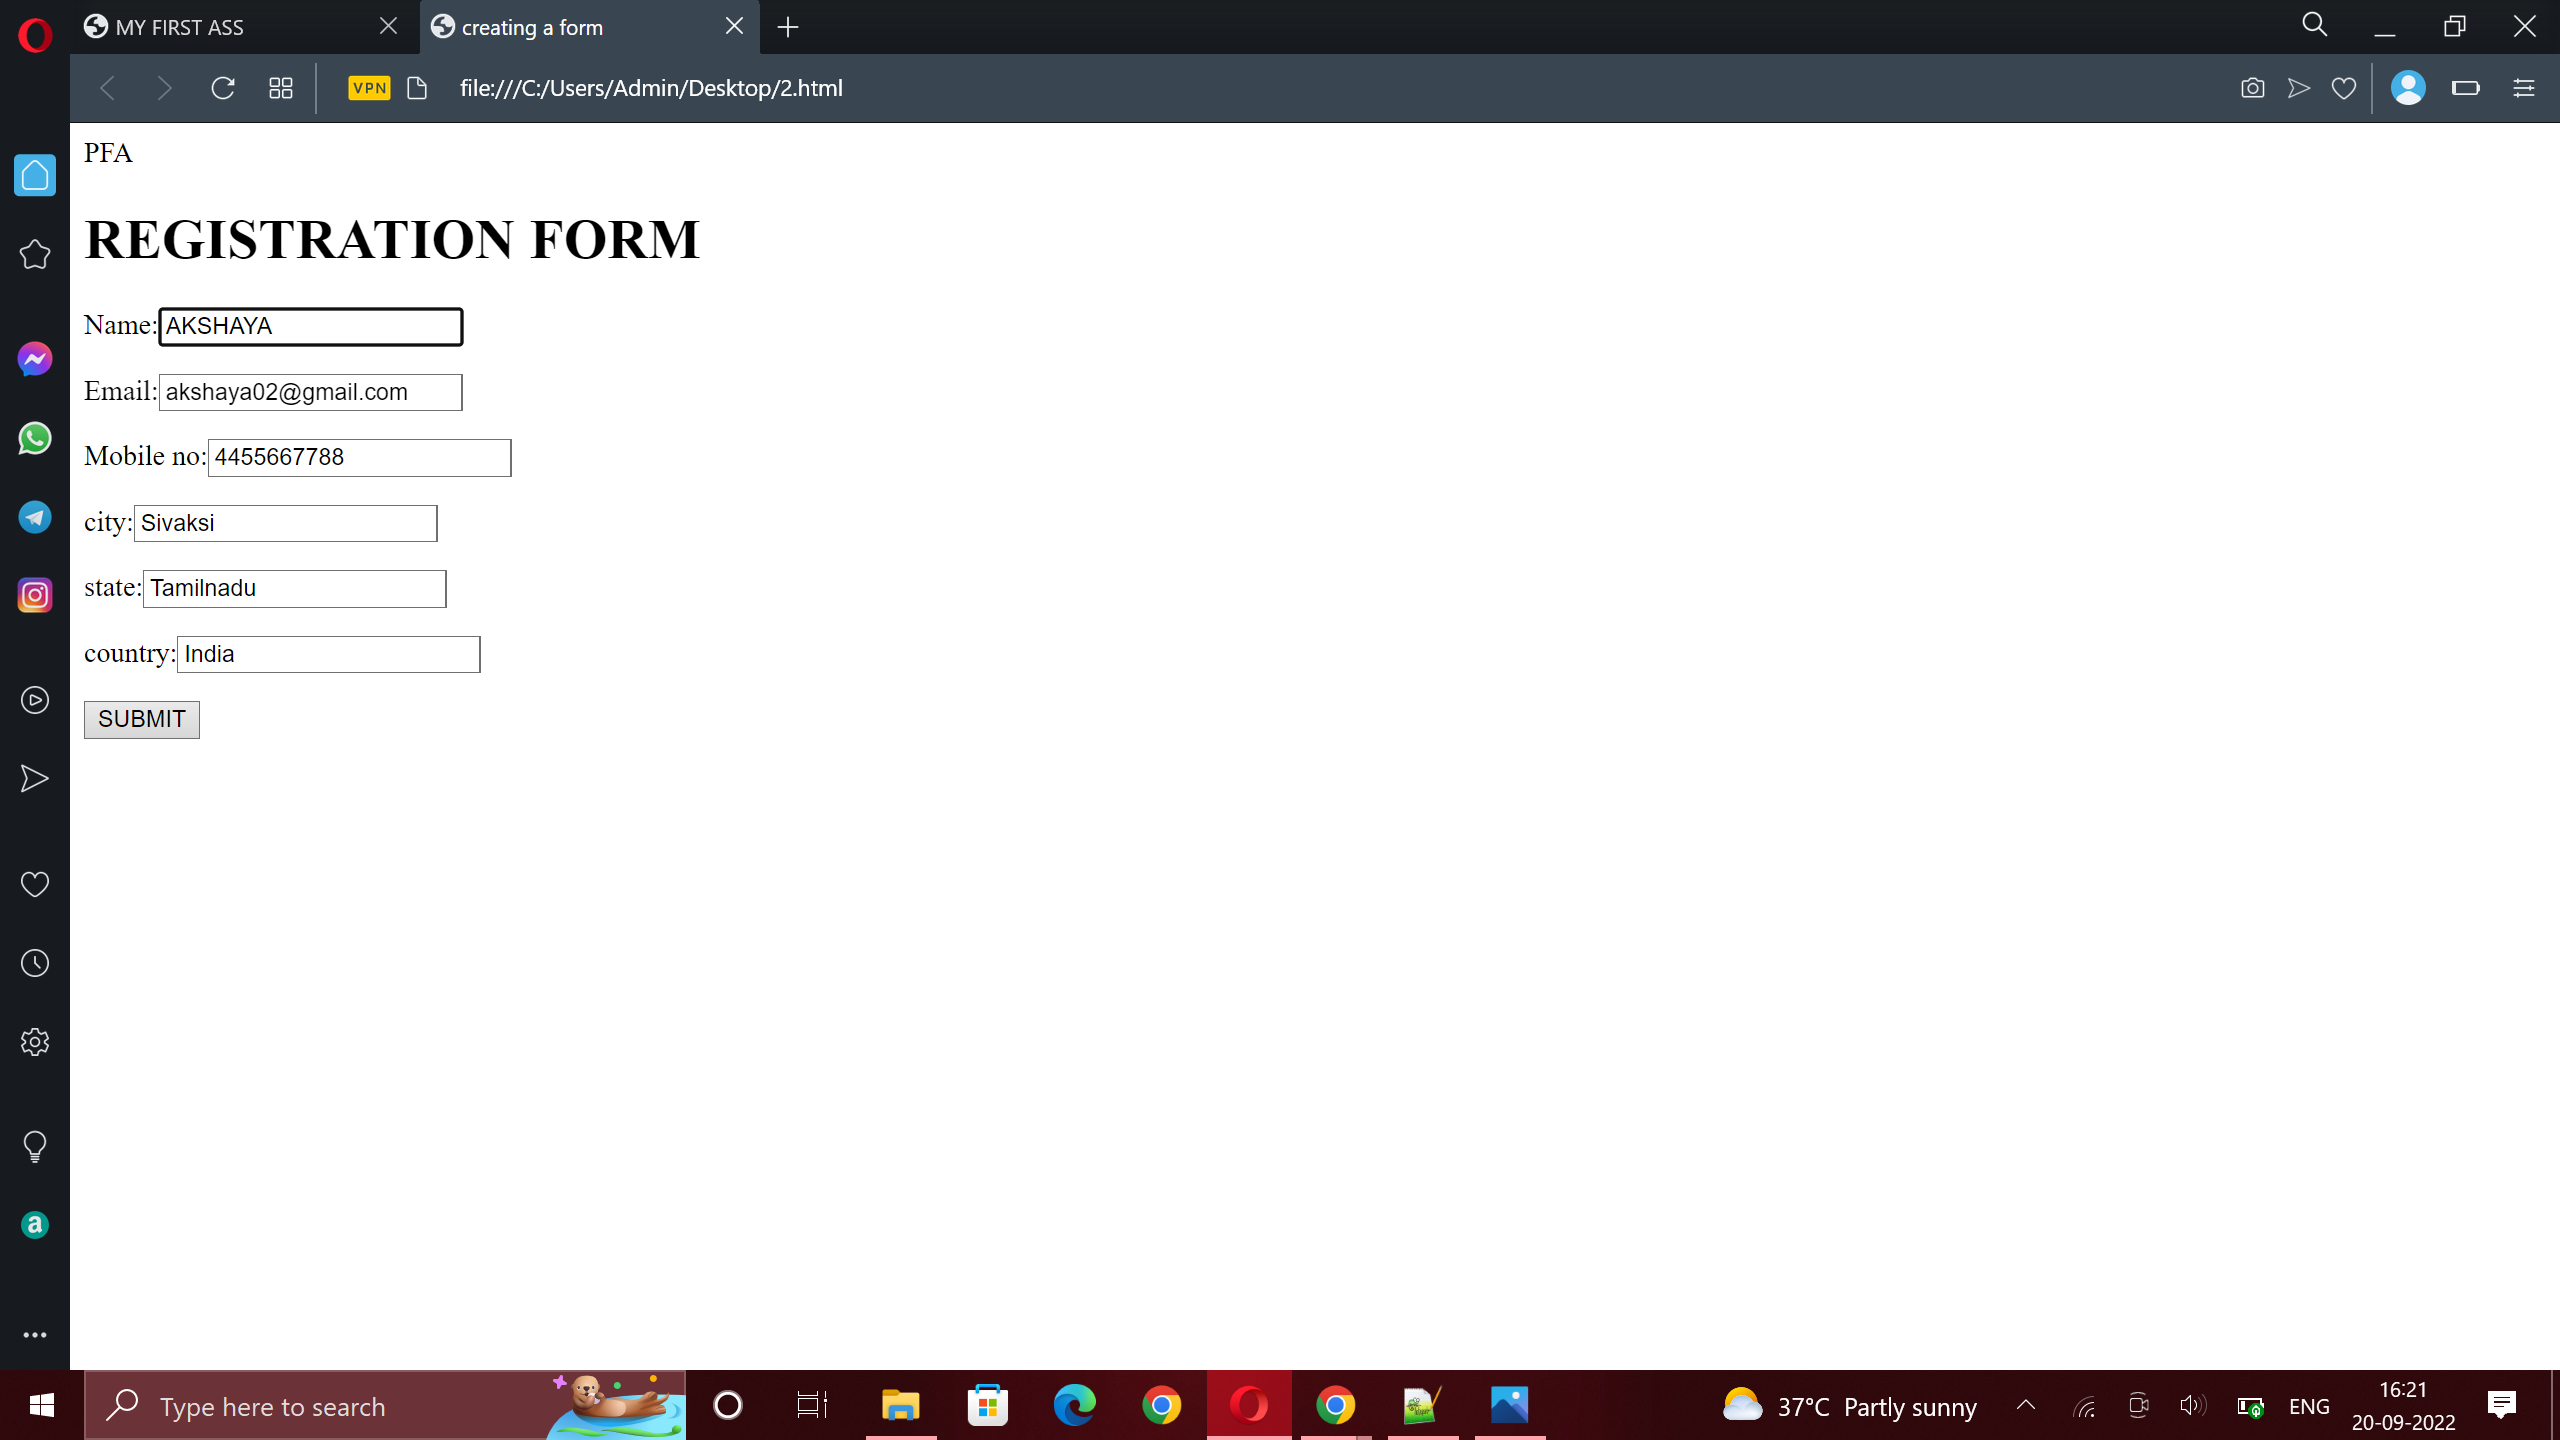 MY FIRST ASS
creating a form
VPN
file:///C:/Users/Admin/Desktop/2.html
PFA
REGISTRATION FORM
Name: AKSHAYA
Email: akshaya02@gmail.com
Mobile no: 4455667788
city: Sivaksi
state: Tamilnadu
country: India
SUBMIT
a
Type here to search
37°C Partly sunny
ENG
16:21
20-09-2022